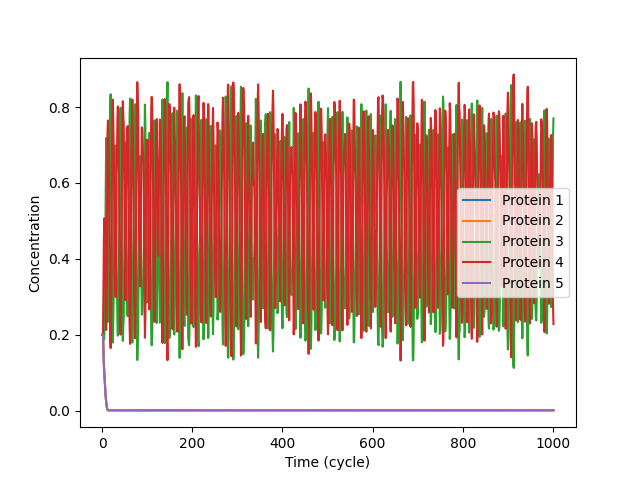 0.8
0.6
0.4
0.2
0.0
Concentration
Protein 1
Protein 2
Protein 3
Protein 4
Protein 5
0
200
400
600
800
1000
Time (cycle)